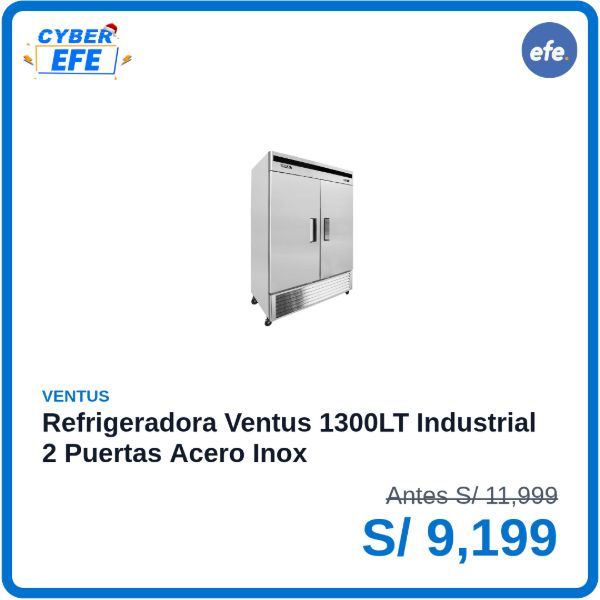 CYBER
EFE
efe.
VENTUS
Refrigeradora Ventus 1300LT Industrial
2 Puertas Acero Inox
Antes S/ 11,999
S/ 9,199